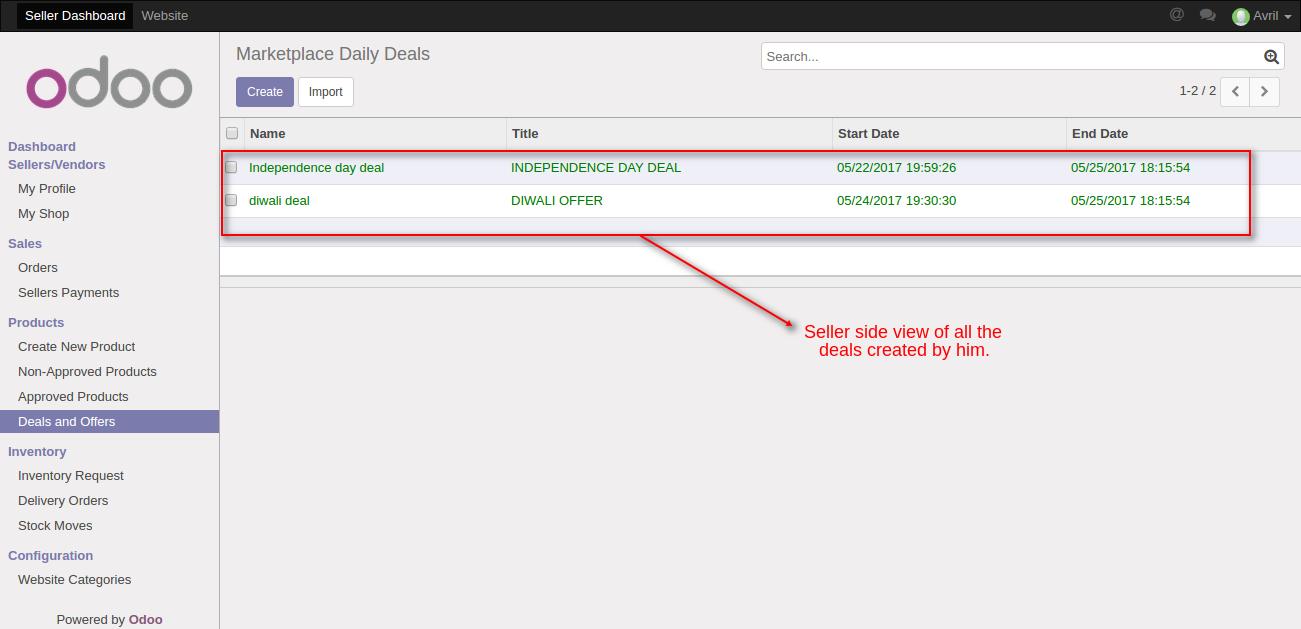 Seller Dashboard Website @ Avril
odoo
Marketplace Daily Deals
Search...
Create Import
1-2 / 2
Dashboard
Sellers/Vendors
My Profile
My Shop
Sales
Orders
Sellers Payments
Products
Create New Product
Non-Approved Products
Approved Products
Deals and Offers
Inventory
Inventory Request
Delivery Orders
Stock Moves
Configuration
Website Categories
Powered by Odoo
Name Title Start Date End Date
Independence day deal INDEPENDENCE DAY DEAL 05/22/2017 19:59:26 05/25/2017 18:15:54
diwali deal DIWALI OFFER 05/24/2017 19:30:30 05/25/2017 18:15:54
Seller side view of all the
deals created by him.